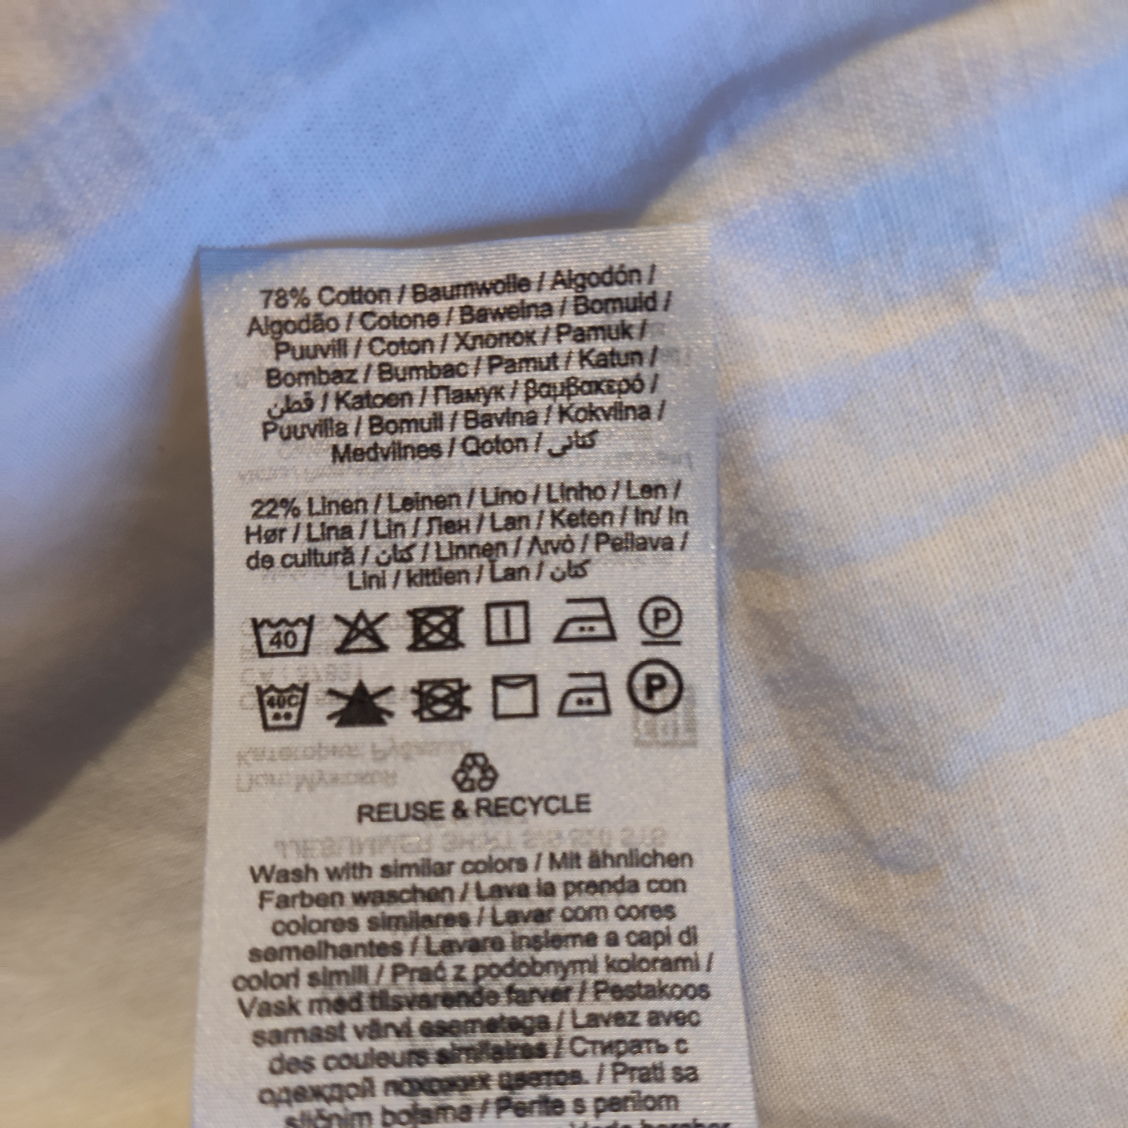 78% Cotton / Baumwolle / Algodón /
Algodão / Cotone / Bawełna / Bomuld /
Puuvill / Coton / Хлопок / Pamuk /
Bombaz / Bumbac / Pamut / Katun /
قطن / Katoen / Памук / βαμβακερό /
Puuvilla / Bomull / Bavlna / Kokvilna /
Medvilnes / Qoton / كتانى
22% Linen / Leinen / Lino / Linho / Len /
Hør / Lina / Lin / Лен / Lan / Keten / In/ In
de cultură / كتان / Linnen / Λινό / Pellava /
Lini / kittien / Lan / كتان
40 P
40C P
REUSE & RECYCLE
Wash with similar colors / Mit ähnlichen
Farben waschen / Lava la prenda con
colores similares / Lavar com cores
semelhantes / Lavare insieme a capi di
colori simili / Prać z podobnymi kolorami /
Vask med tilsvarende farver / Pestakoos
samast värvi esemetega / Lavez avec
des couleurs similaires / Стирать с
одеждой похожих цветов. / Prati sa
sličnim bojama / Perite s perilom